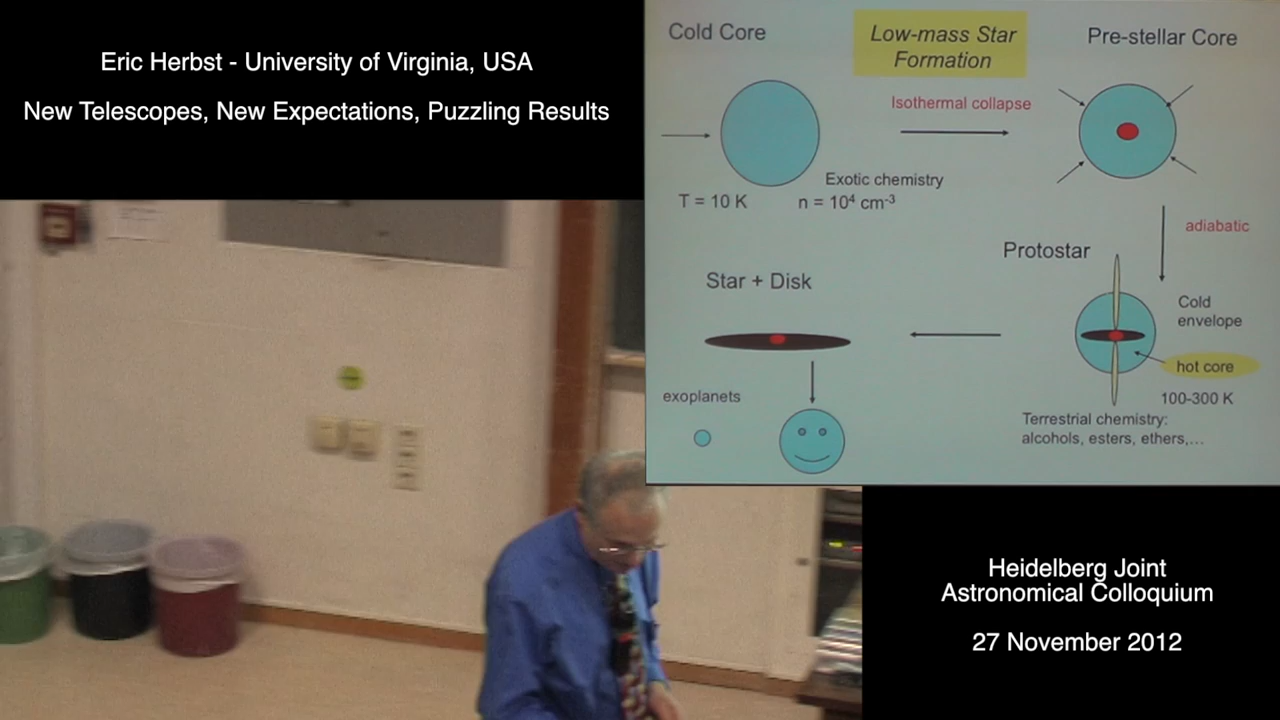 Eric Herbst - University of Virginia, USA
New Telescopes, New Expectations, Puzzling Results
Cold Core
Low-mass Star
Formation
Pre-stellar Core
Isothermal collapse
Exotic chemistry
T = 10 K
n = 10⁴ cm⁻³
adiabatic
Protostar
Star + Disk
Cold
envelope
hot core
exoplanets
100-300 K
Terrestrial chemistry:
alcohols, esters, ethers,...
Heidelberg Joint
Astronomical Colloquium
27 November 2012